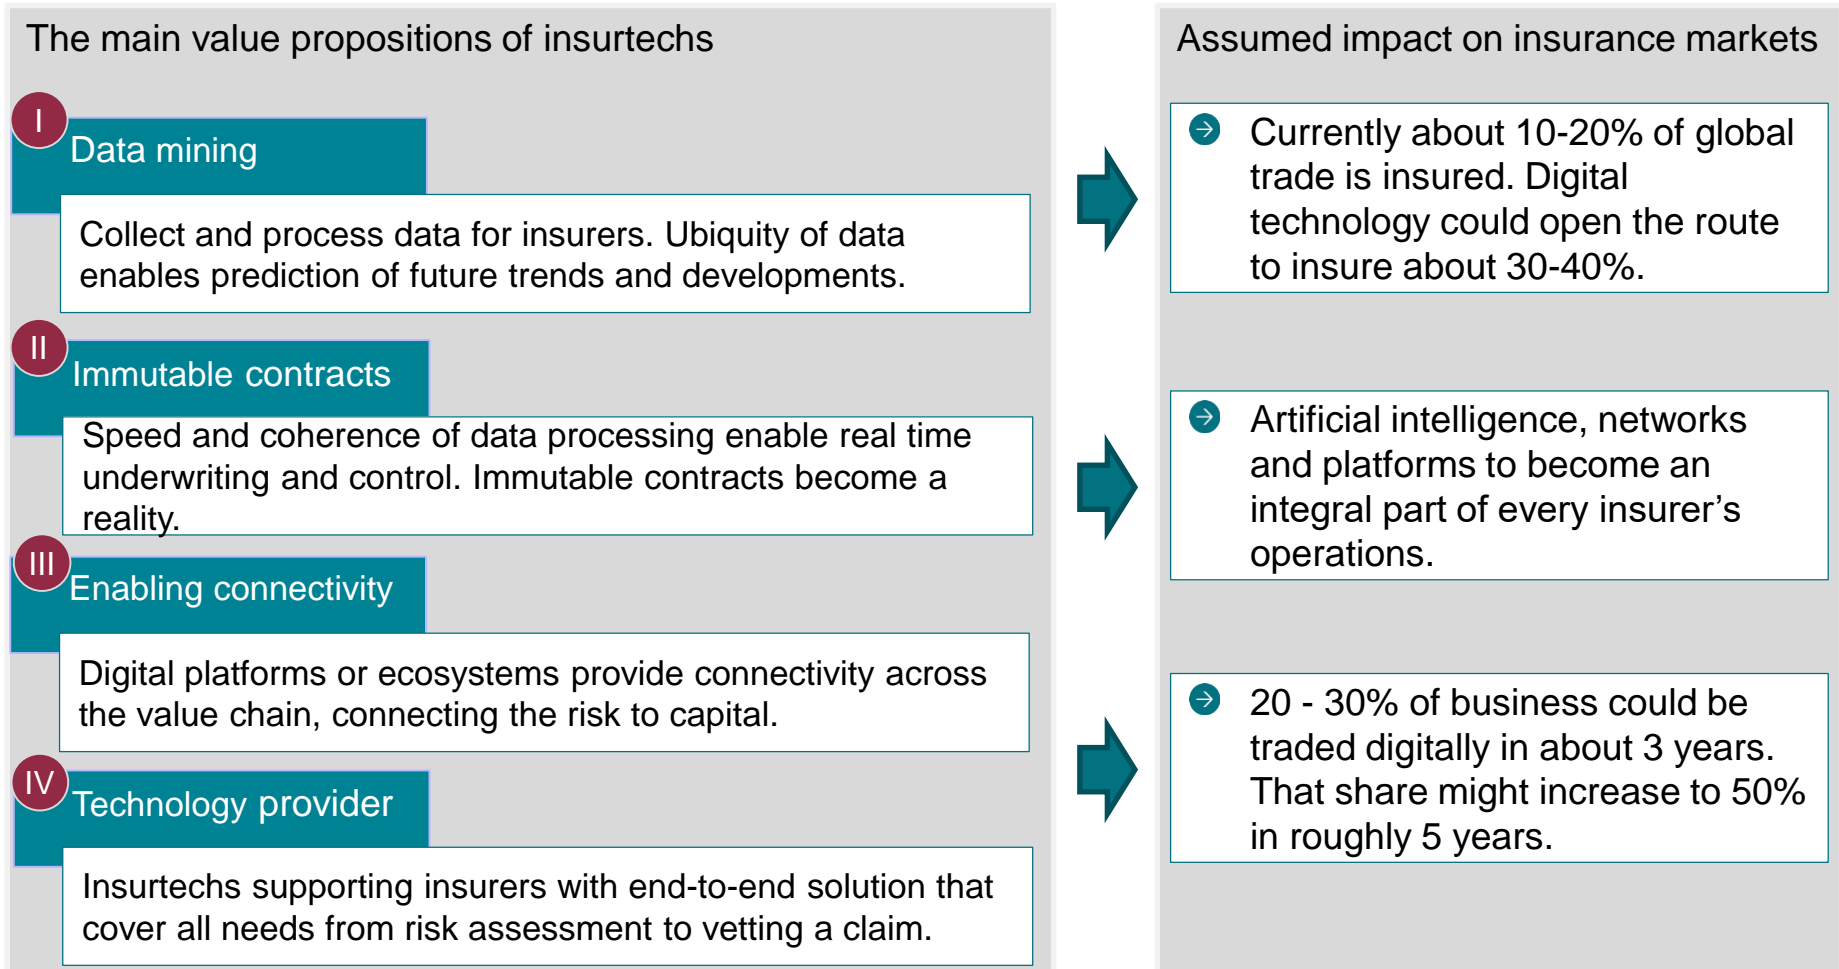 The main value propositions of insurtechs
I
Data mining
Collect and process data for insurers. Ubiquity of data
enables prediction of future trends and developments.
II
Immutable contracts
Speed and coherence of data processing enable real time
underwriting and control. Immutable contracts become a
reality.
III
Enabling connectivity
Digital platforms or ecosystems provide connectivity across
the value chain, connecting the risk to capital.
IV
Technology provider
Insurtechs supporting insurers with end-to-end solution that
cover all needs from risk assessment to vetting a claim.
Assumed impact on insurance markets
Currently about 10-20% of global
trade is insured. Digital
technology could open the route
to insure about 30-40%.
Artificial intelligence, networks
and platforms to become an
integral part of every insurer’s
operations.
20 - 30% of business could be
traded digitally in about 3 years.
That share might increase to 50%
in roughly 5 years.